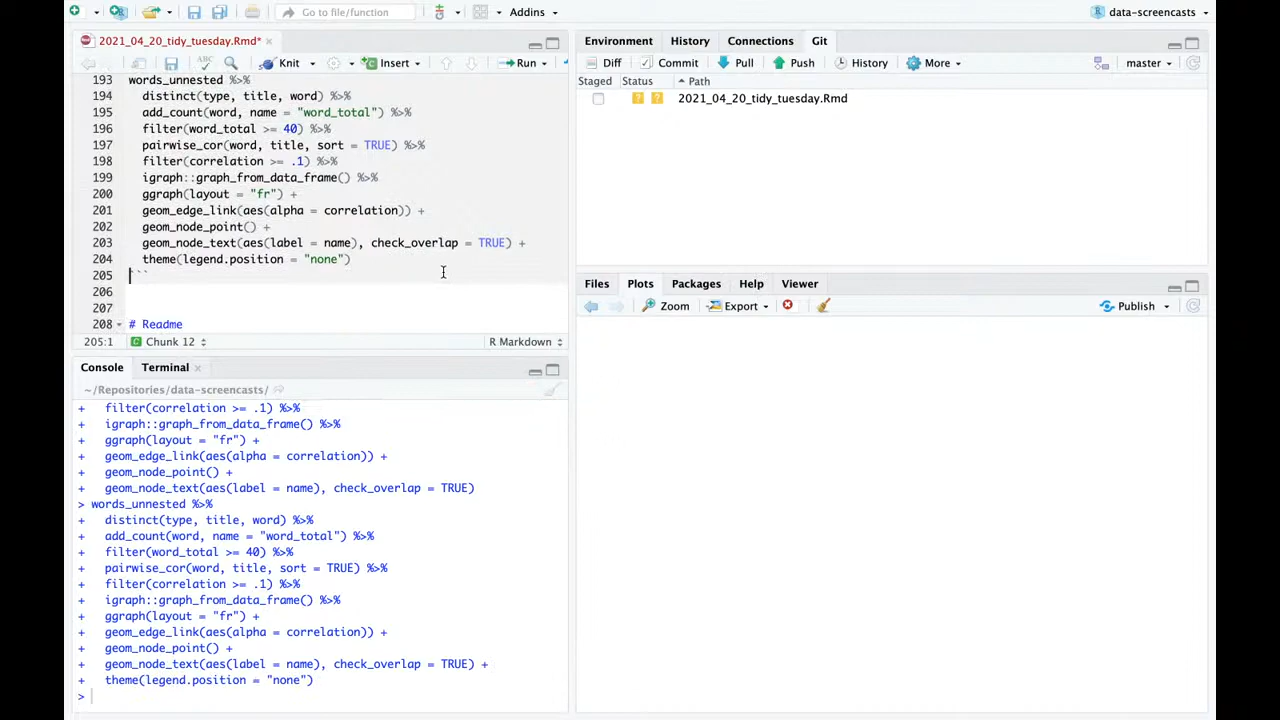 Go to file/function
Addins
data-screencasts
2021_04_20_tidy_tuesday.Rmd*
Knit
Insert
Run
193 words_unnested %>%
194 distinct(type, title, word) %>%
195 add_count(word, name = "word_total") %>%
196 filter(word_total >= 40) %>%
197 pairwise_cor(word, title, sort = TRUE) %>%
198 filter(correlation >= .1) %>%
199 igraph::graph_from_data_frame() %>%
200 ggraph(layout = "fr") +
201 geom_edge_link(aes(alpha = correlation)) +
202 geom_node_point() +
203 geom_node_text(aes(label = name), check_overlap = TRUE) +
204 theme(legend.position = "none")
205 ```
206
207
208 # Readme
205:1 Chunk 12 R Markdown
Console Terminal
~/Repositories/data-screencasts/
+ filter(correlation >= .1) %>%
+ igraph::graph_from_data_frame() %>%
+ ggraph(layout = "fr") +
+ geom_edge_link(aes(alpha = correlation)) +
+ geom_node_point() +
+ geom_node_text(aes(label = name), check_overlap = TRUE)
> words_unnested %>%
+ distinct(type, title, word) %>%
+ add_count(word, name = "word_total") %>%
+ filter(word_total >= 40) %>%
+ pairwise_cor(word, title, sort = TRUE) %>%
+ filter(correlation >= .1) %>%
+ igraph::graph_from_data_frame() %>%
+ ggraph(layout = "fr") +
+ geom_edge_link(aes(alpha = correlation)) +
+ geom_node_point() +
+ geom_node_text(aes(label = name), check_overlap = TRUE) +
+ theme(legend.position = "none")
>
Environment History Connections Git
Diff Commit Pull Push History More master
Staged Status Path
? ? 2021_04_20_tidy_tuesday.Rmd
Files Plots Packages Help Viewer
Zoom Export Publish